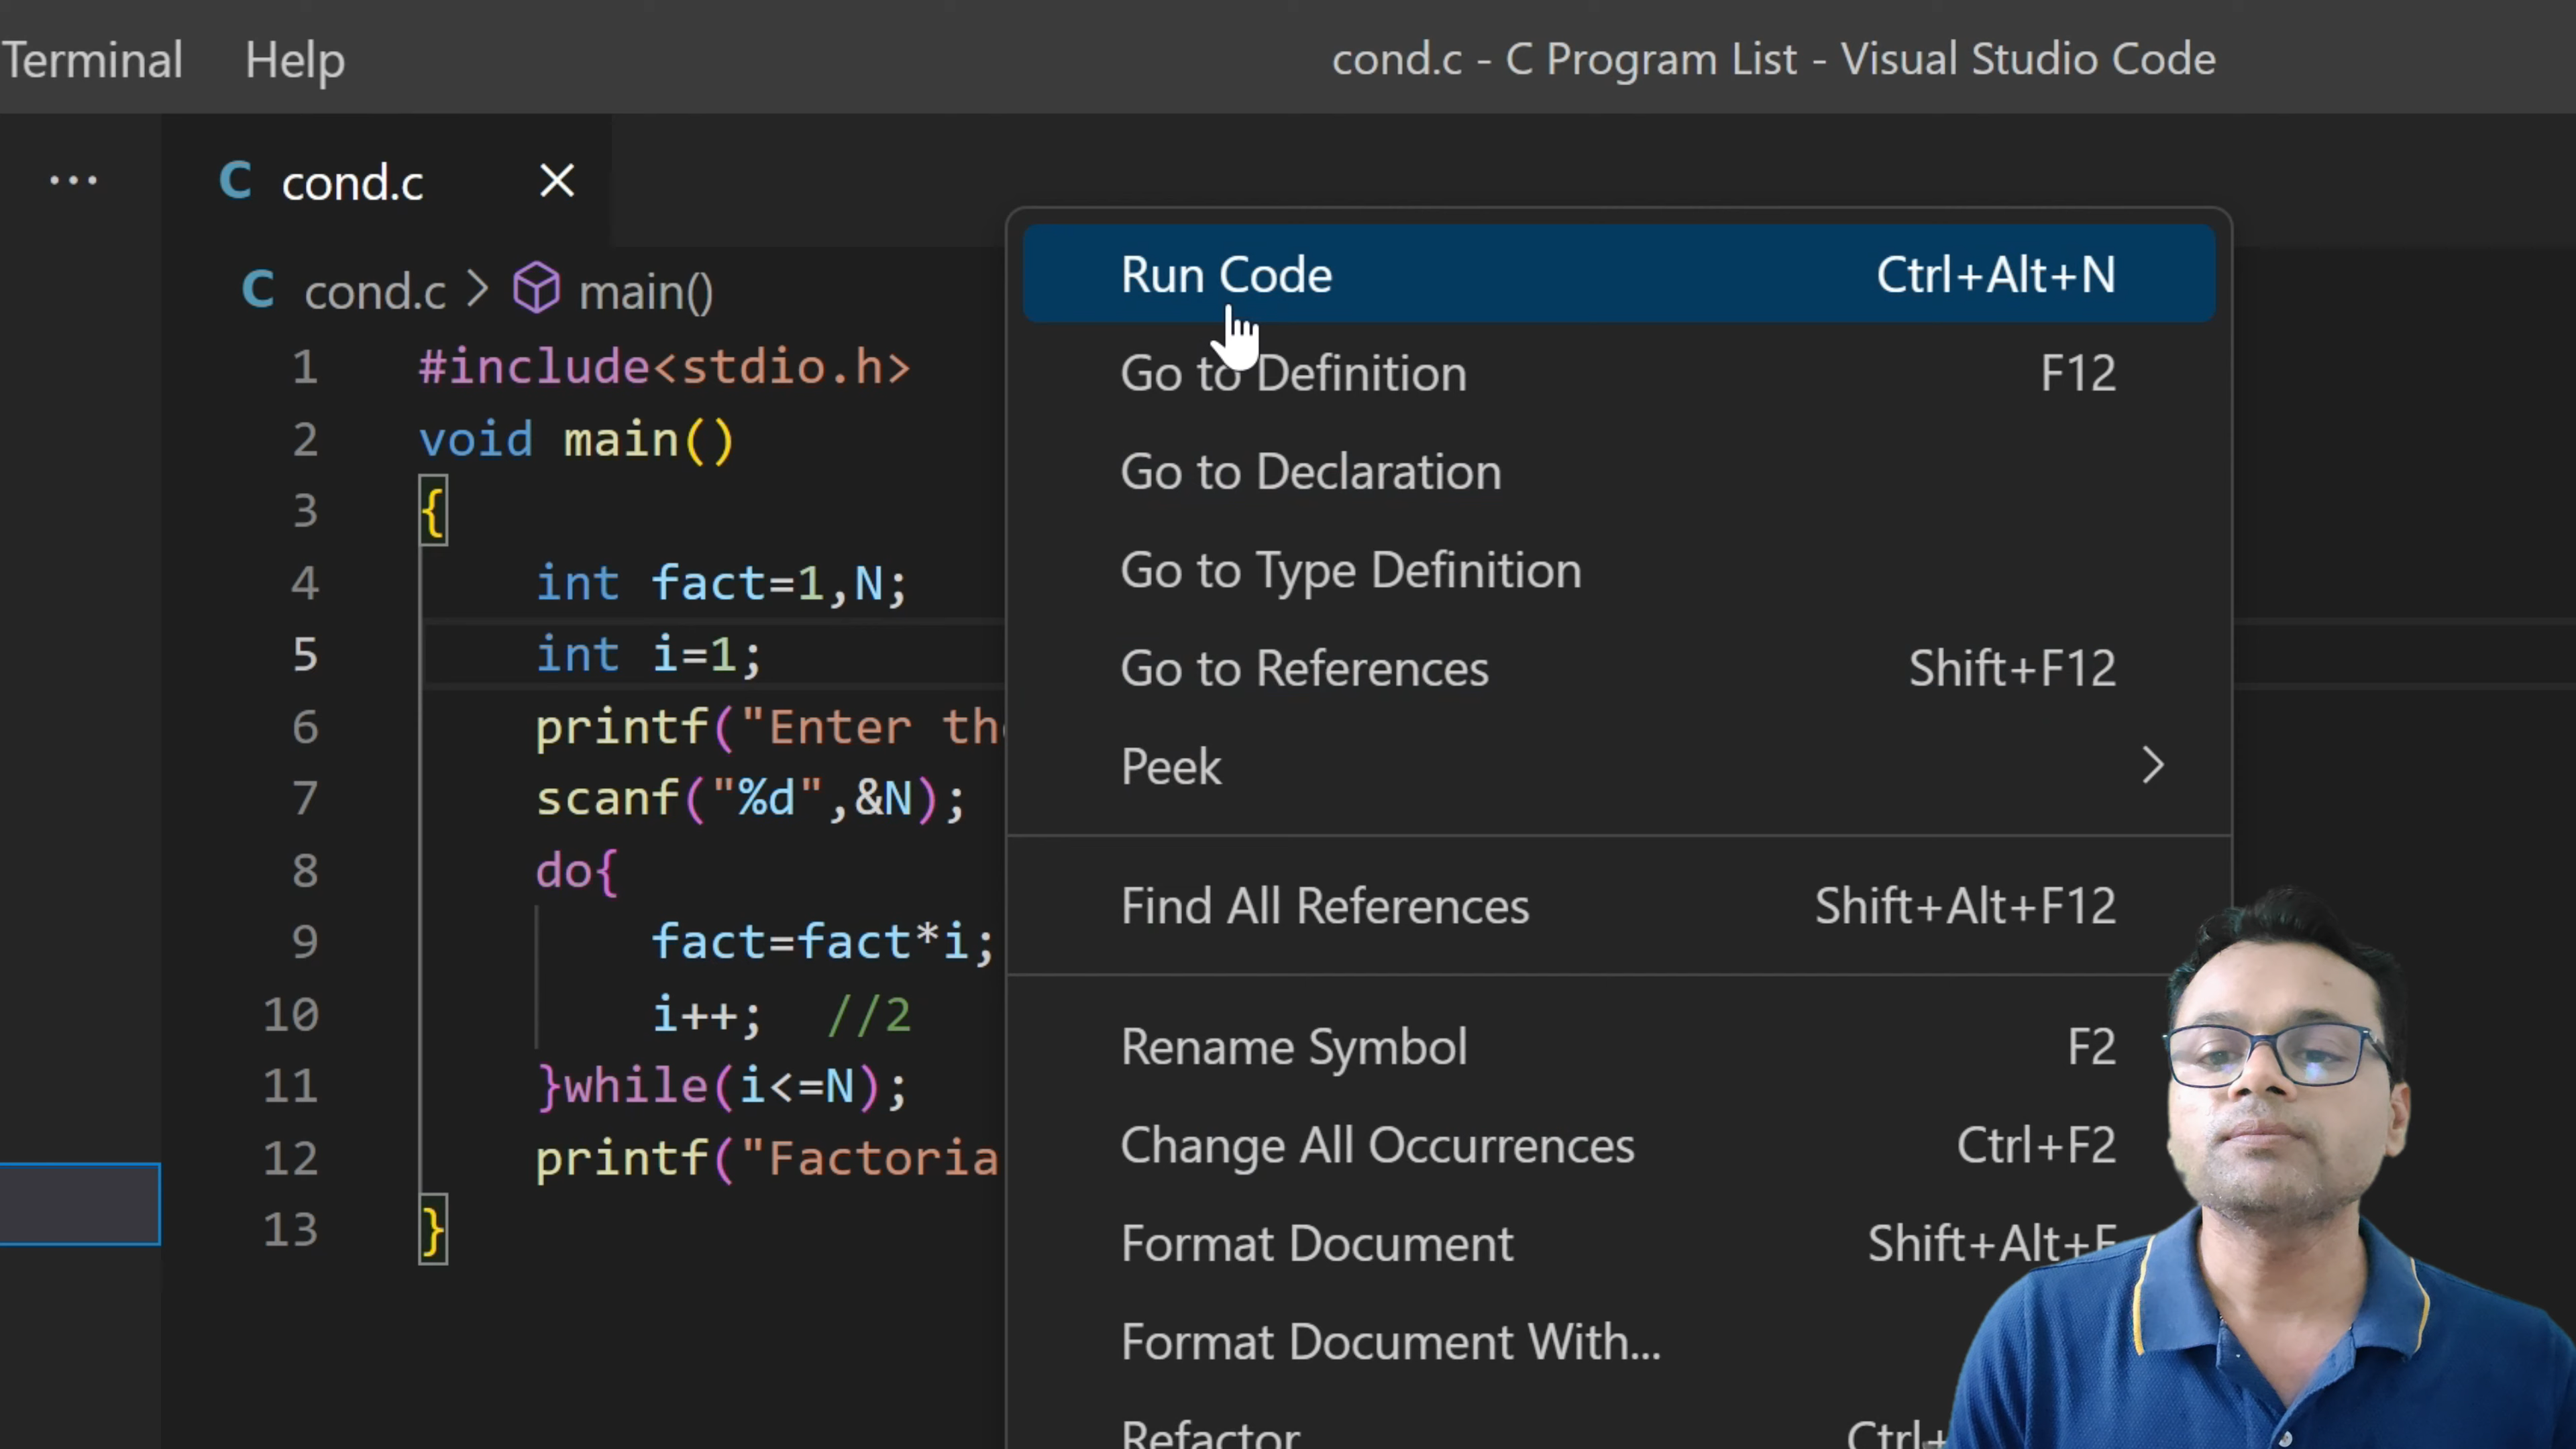 Terminal Help cond.c - C Program List - Visual Studio Code
... C cond.c
C cond.c > main()
1 #include<stdio.h>
2 void main()
3 {
4 int fact=1,N;
5 int i=1;
6 printf("Enter the
7 scanf("%d",&N);
8 do{
9 fact=fact*i;
10 i++; //2
11 }while(i<=N);
12 printf("Factoria
13 }
Run Code Ctrl+Alt+N
Go to Definition F12
Go to Declaration
Go to Type Definition
Go to References Shift+F12
Peek
Find All References Shift+Alt+F12
Rename Symbol F2
Change All Occurrences Ctrl+F2
Format Document Shift+Alt+F
Format Document With...
Refactor Ctrl+